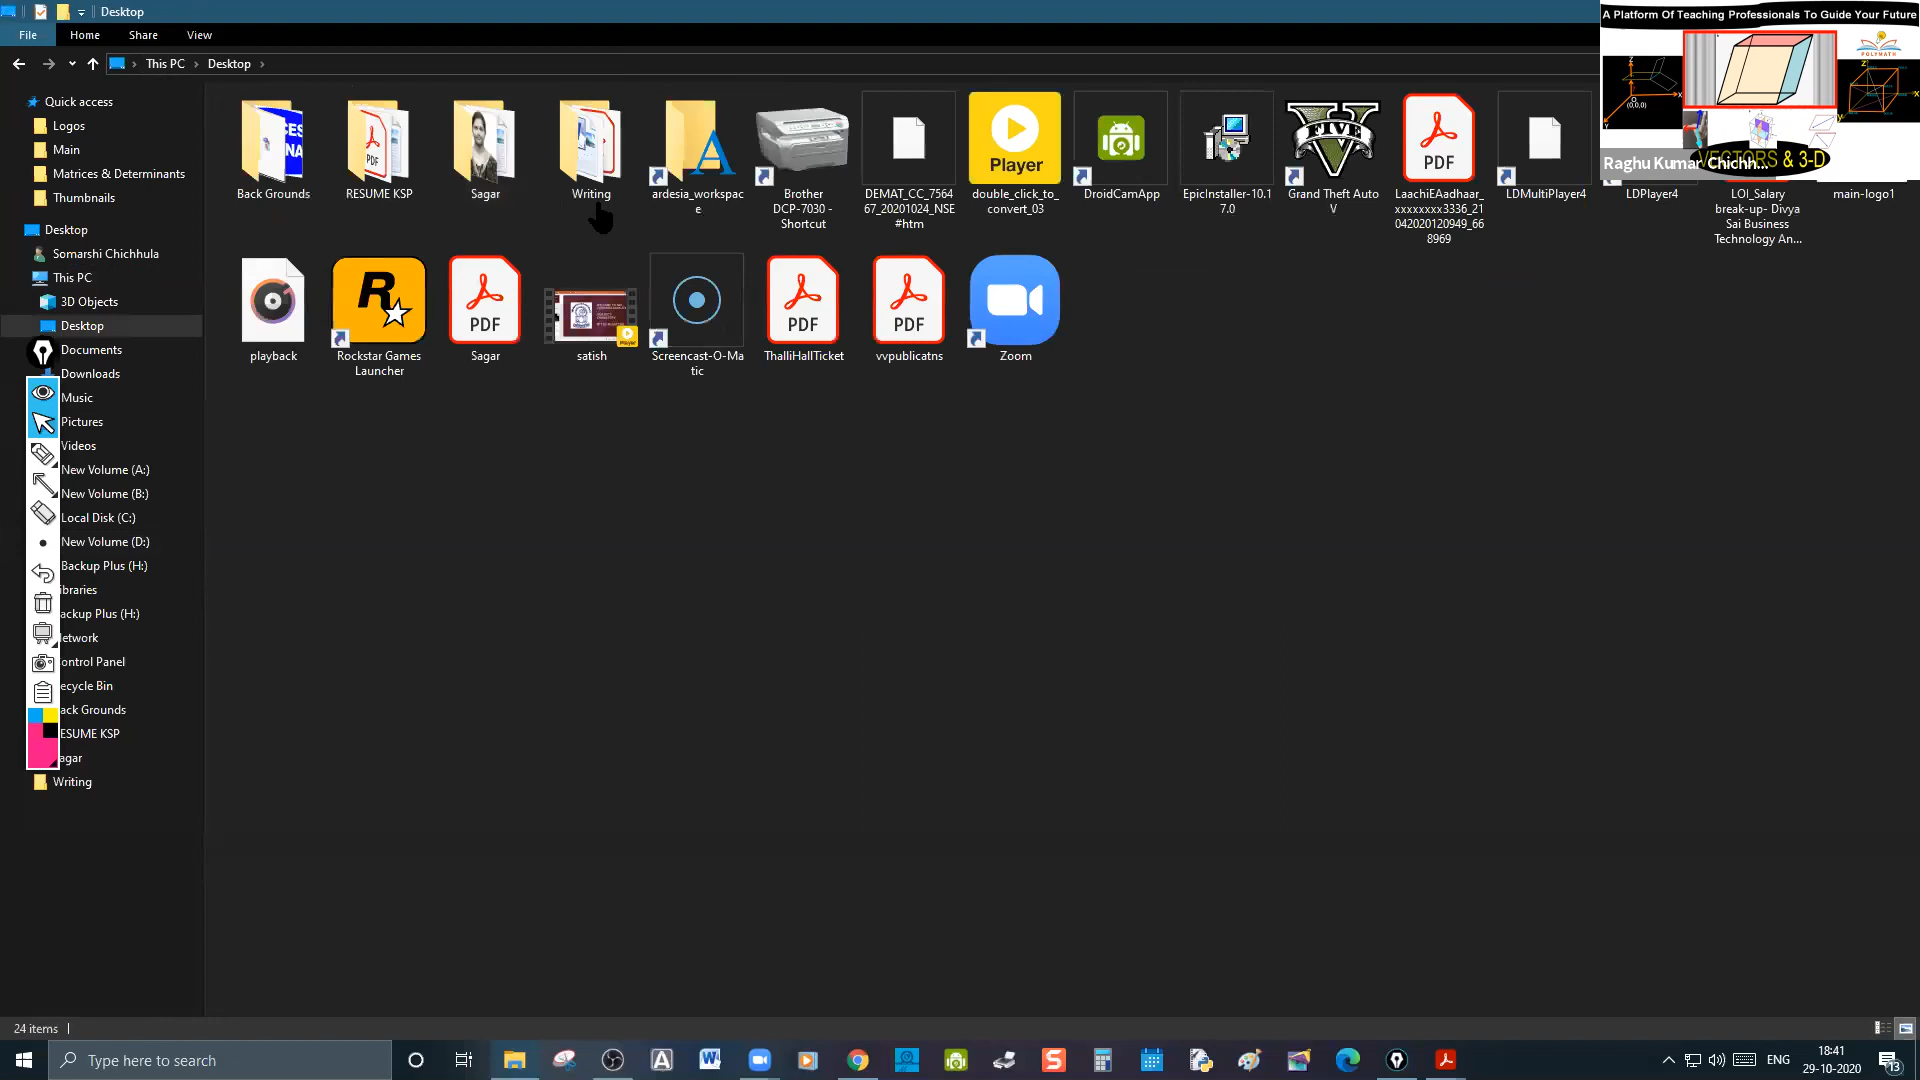 Desktop
File
Home
Share
View
This PC
Desktop
Quick access
Logos
Main
Matrices & Determinants
Thumbnails
Desktop
Somarshi Chichhula
This PC
3D Objects
Desktop
Documents
Downloads
Music
Pictures
Videos
New Volume (A:)
New Volume (B:)
Local Disk (C:)
New Volume (D:)
Backup Plus (H:)
ibraries
ackup Plus (H:)
etwork
ontrol Panel
ecycle Bin
ack Grounds
ESUME KSP
agar
Writing
Back Grounds
RESUME KSP
Sagar
Writing
ardesia_workspac
e
Brother
DCP-7030 -
Shortcut
DEMAT_CC_7564
67_20201024_NSE
#htm
Player
double_click_to_
convert_03
DroidCamApp
EpicInstaller-10.1
7.0
FIVE
Grand Theft Auto
V
PDF
LaachiEAadhaar_
xxxxxxxx3336_21
042020120949_66
8969
LDMultiPlayer4
LDPlayer4
LOI_Salary
break-up- Divya
Sai Business
Technology An...
main-logo1
playback
Rockstar Games
Launcher
PDF
Sagar
satish
Screencast-O-Ma
tic
PDF
ThalliHallTicket
PDF
vvpublicatns
Zoom
A Platform Of Teaching Professionals To Guide Your Future
POLYMATH
(0,0,0)
VECTORS & 3-D
Raghu Kumar Chichh...
24 items
Type here to search
ENG
18:41
29-10-2020
13